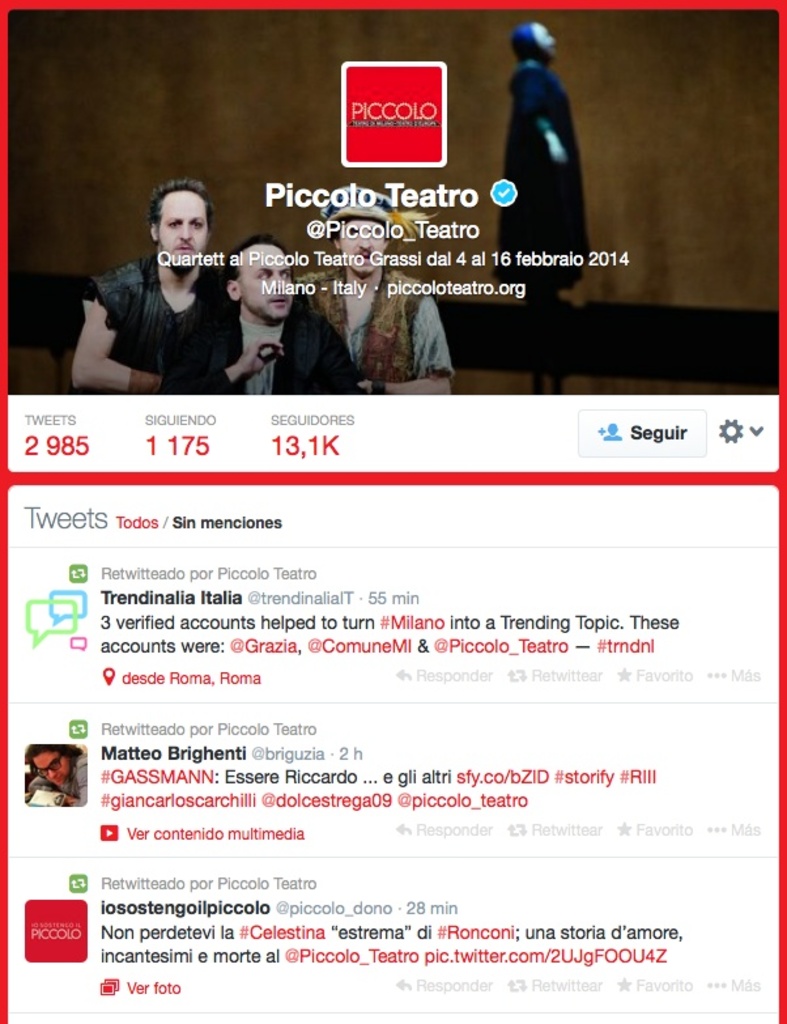 PICCOLO
TEATRO DI MILANO-TEATRO D'EUROPA
Piccolo Teatro
@Piccolo_Teatro
Quartett al Piccolo Teatro Grassi dal 4 al 16 febbraio 2014
Milano - Italy · piccoloteatro.org
TWEETS SIGUIENDO SEGUIDORES
2 985 1 175 13,1K
Seguir
Tweets Todos / Sin menciones
Retwitteado por Piccolo Teatro
Trendinalia Italia @trendinaliaIT · 55 min
3 verified accounts helped to turn #Milano into a Trending Topic. These
accounts were: @Grazia, @ComuneMI & @Piccolo_Teatro — #trndnl
desde Roma, Roma Responder Retwittear Favorito Más
Retwitteado por Piccolo Teatro
Matteo Brighenti @briguzia · 2 h
#GASSMANN: Essere Riccardo ... e gli altri sfy.co/bZlD #storify #RIII
#giancarloscarchilli @dolcestrega09 @piccolo_teatro
Ver contenido multimedia Responder Retwittear Favorito Más
Retwitteado por Piccolo Teatro
iosostengoilpiccolo @piccolo_dono · 28 min
IO SOSTENGO IL
PICCOLO
Non perdetevi la #Celestina “estrema” di #Ronconi; una storia d’amore,
incantesimi e morte al @Piccolo_Teatro pic.twitter.com/2UJgFOOU4Z
Ver foto Responder Retwittear Favorito Más